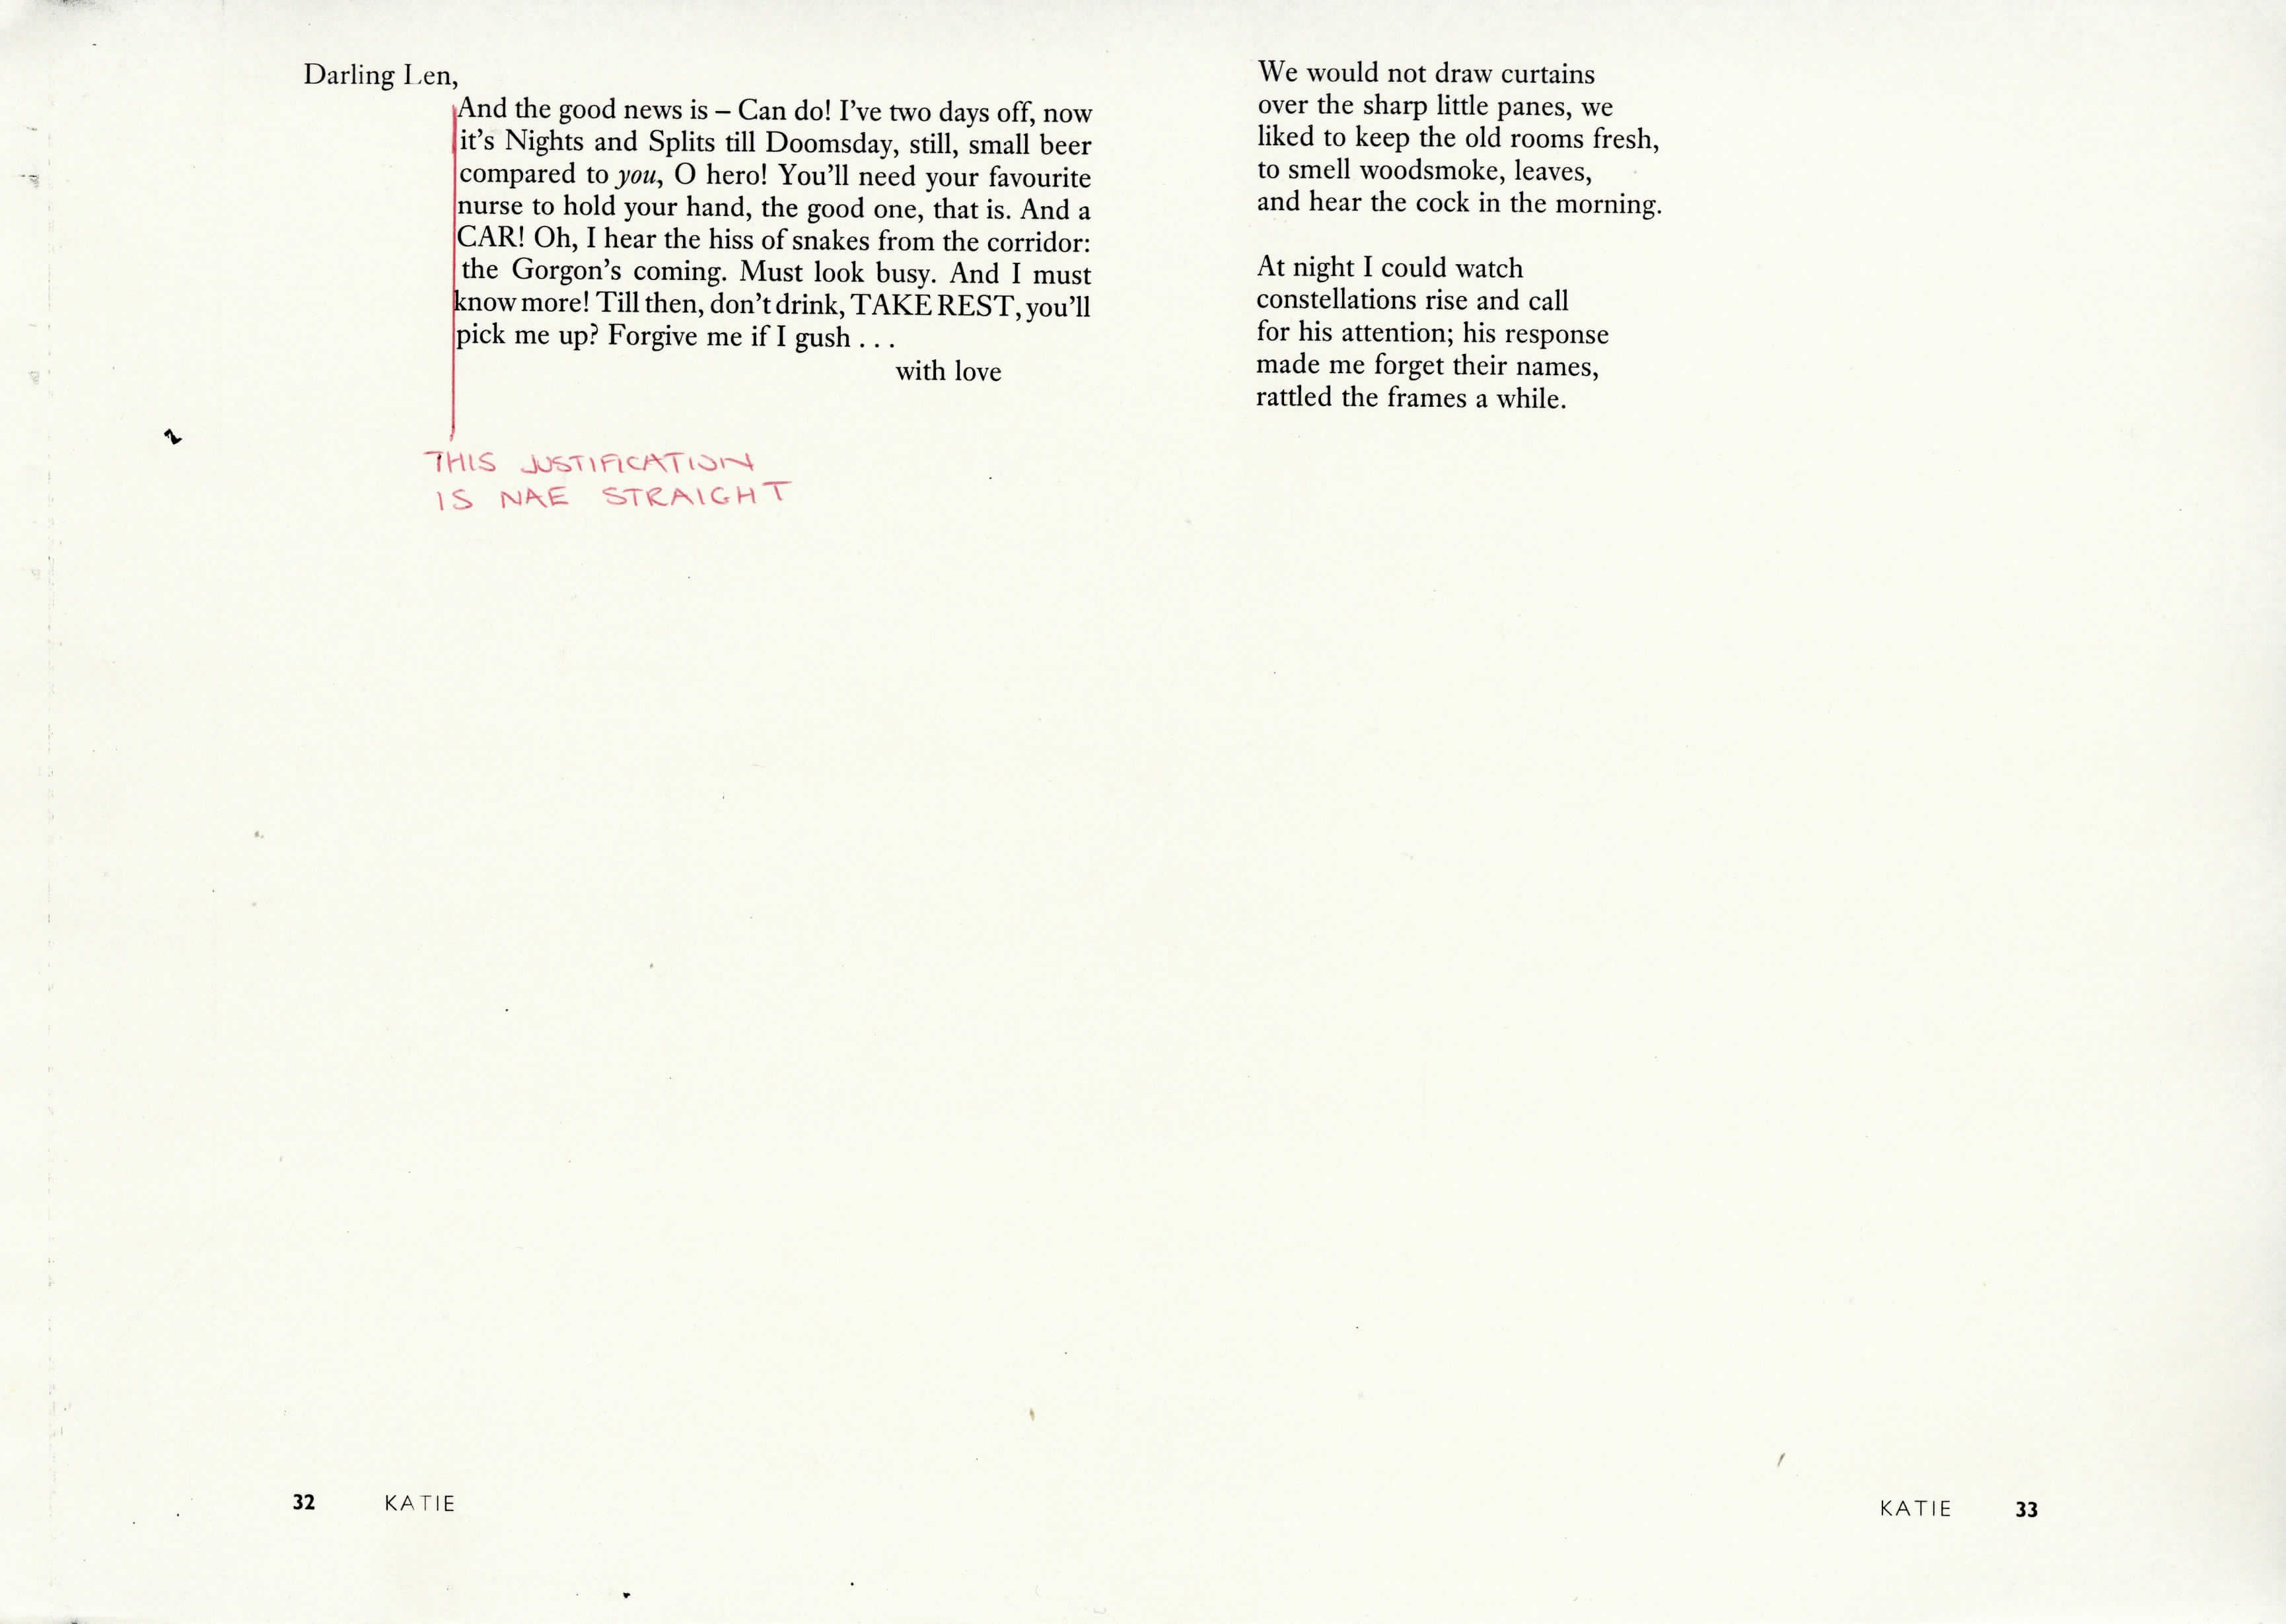 Darling Len,
And the good news is – Can do! I’ve two days off, now
it’s Nights and Splits till Doomsday, still, small beer
compared to you, O hero! You’ll need your favourite
nurse to hold your hand, the good one, that is. And a
CAR! Oh, I hear the hiss of snakes from the corridor:
the Gorgon’s coming. Must look busy. And I must
know more! Till then, don’t drink, TAKE REST, you’ll
pick me up? Forgive me if I gush . . .
with love
THIS JUSTIFICATION
IS NAE STRAIGHT
32 KATIE
We would not draw curtains
over the sharp little panes, we
liked to keep the old rooms fresh,
to smell woodsmoke, leaves,
and hear the cock in the morning.
At night I could watch
constellations rise and call
for his attention; his response
made me forget their names,
rattled the frames a while.
KATIE 33